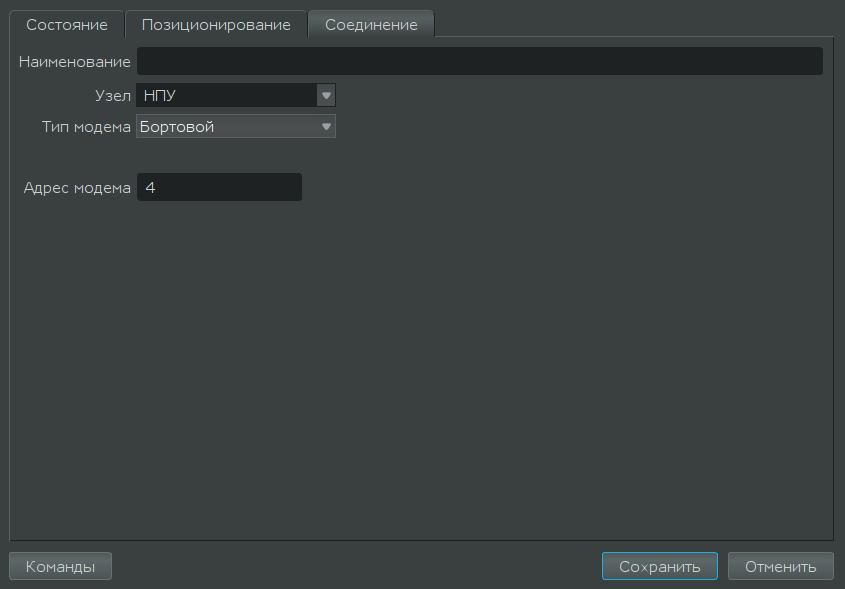 Состояние Позиционирование Соединение
Наименование
Узел НПУ
Тип модема Бортовой
Адрес модема 4
Команды Сохранить Отменить